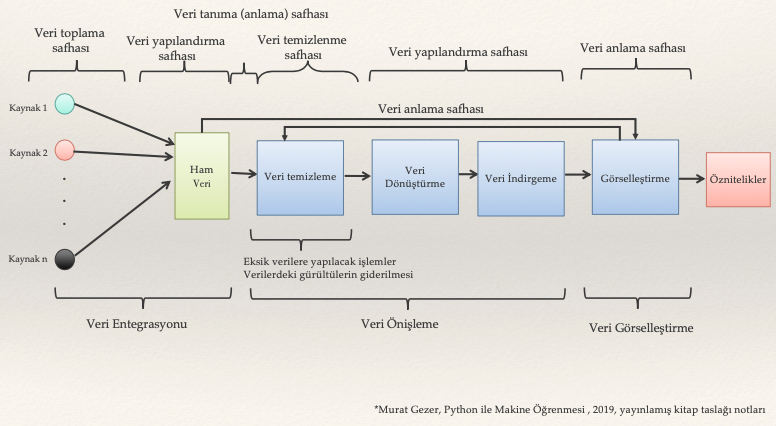 Veri tanıma (anlama) safhası
Veri toplama
safhası
Veri yapılandırma
safhası
Veri temizlenme
safhası
Veri yapılandırma safhası
Veri anlama safhası
Veri anlama safhası
Kaynak 1
Kaynak 2
.
.
.
Kaynak n
Ham
Veri
Veri temizleme
Veri
Dönüştürme
Veri İndirgeme
Görselleştirme
Öznitelikler
Eksik verilere yapılacak işlemler
Verilerdeki gürültülerin giderilmesi
Veri Entegrasyonu
Veri Önişleme
Veri Görselleştirme
*Murat Gezer, Python ile Makine Öğrenmesi , 2019, yayınlamış kitap taslağı notları